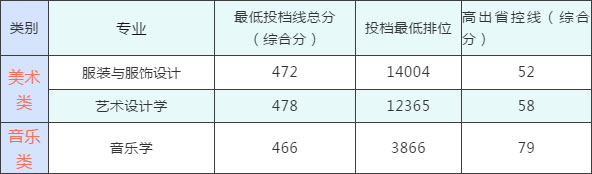 类别 专业 最低投档线总分（综合分） 投档最低排位 高出省控线（综合分）
美术类 服装与服饰设计 472 14004 52
艺术设计学 478 12365 58
音乐类 音乐学 466 3866 79